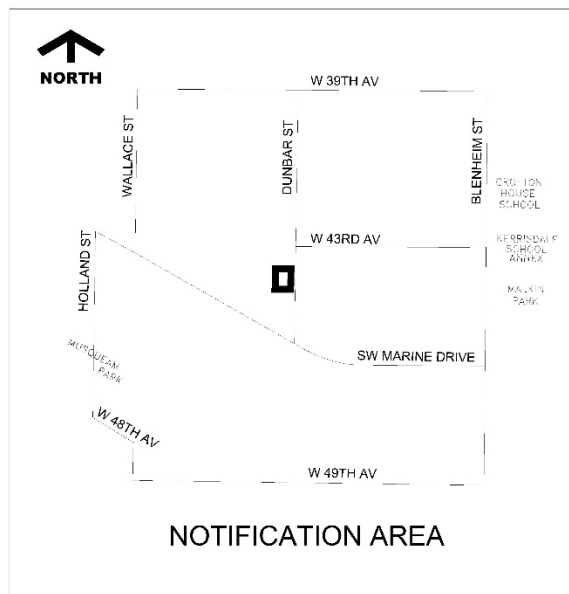 NORTH
W 39TH AV
WALLACE ST
DUNBAR ST
BLENHEIM ST
CROFTON
HOUSE
SCHOOL
HOLLAND ST
W 43RD AV
KERRISDALE
SCHOOL
ANNEX
MALKIN
PARK
MUSQUEAM
PARK
SW MARINE DRIVE
W 48TH AV
W 49TH AV
NOTIFICATION AREA